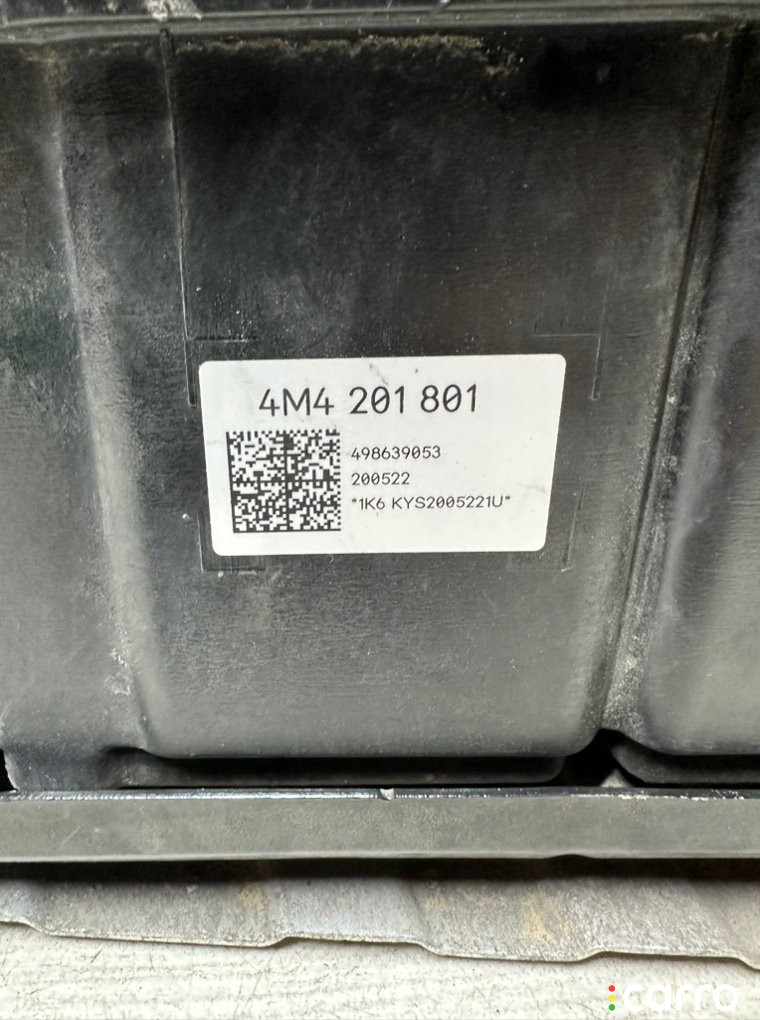 4M4 201 801
498639053
200522
*1K6 KYS2005221U*
carro